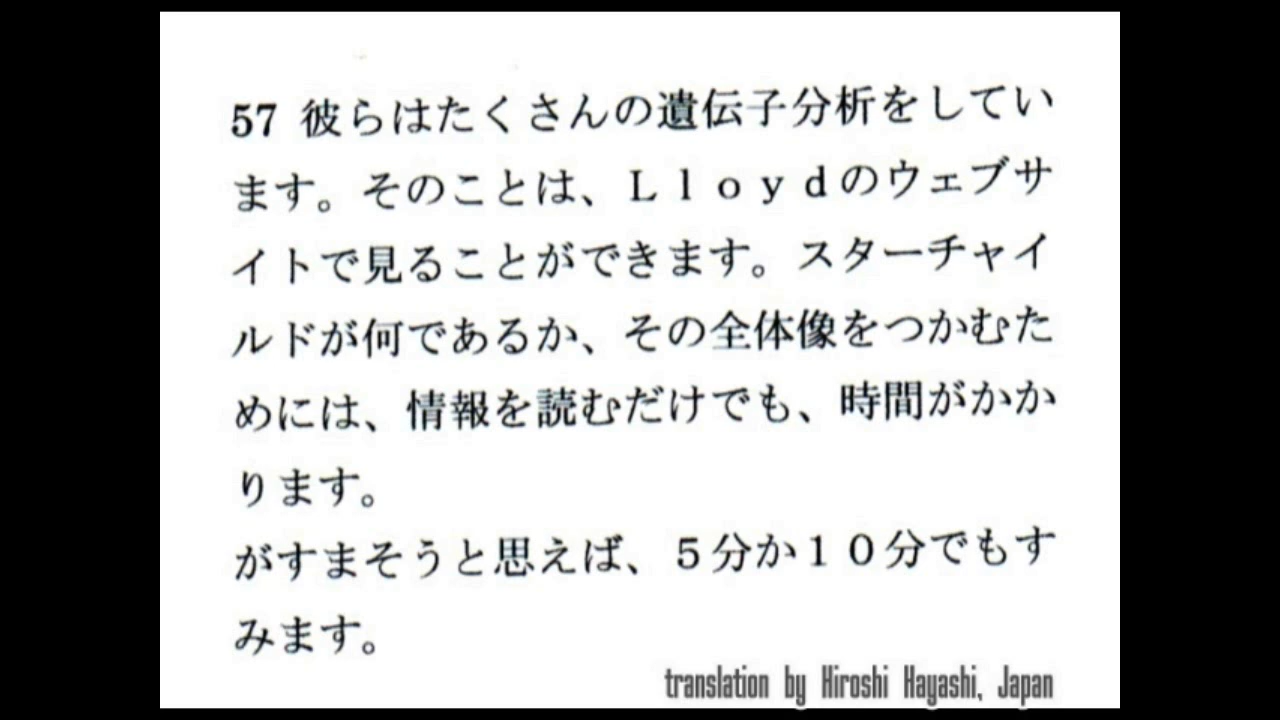 57 彼らはたくさんの遺伝子分析をしてい
ます。そのことは、Ｌｌｏｙｄのウェブサ
イトで見ることができます。スターチャイ
ルドが何であるか、その全体像をつかむた
めには、情報を読むだけでも、時間がかか
ります。
がすまそうと思えば、５分か１０分でもす
みます。
translation by Hiroshi Hayashi, Japan